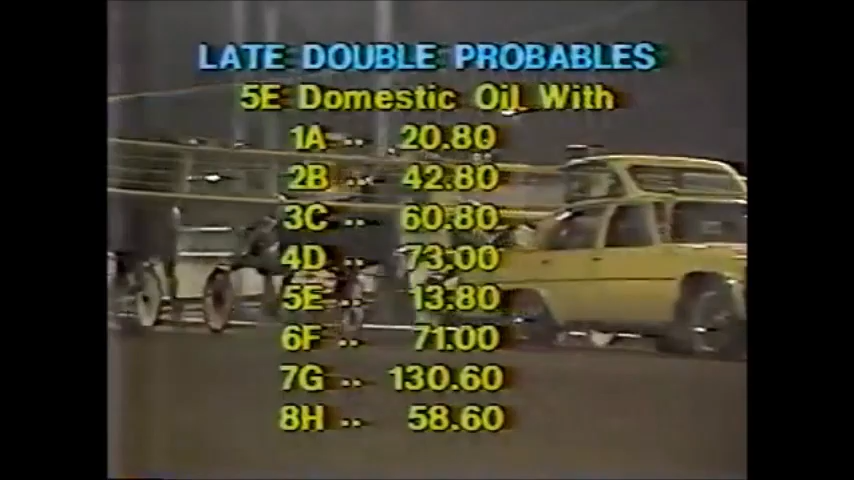 LATE DOUBLE PROBABLES
5E Domestic Oil With
1A .. 20.80
2B .. 42.80
3C .. 60.80
4D .. 73.00
5E .. 13.80
6F .. 71.00
7G .. 130.60
8H .. 58.60